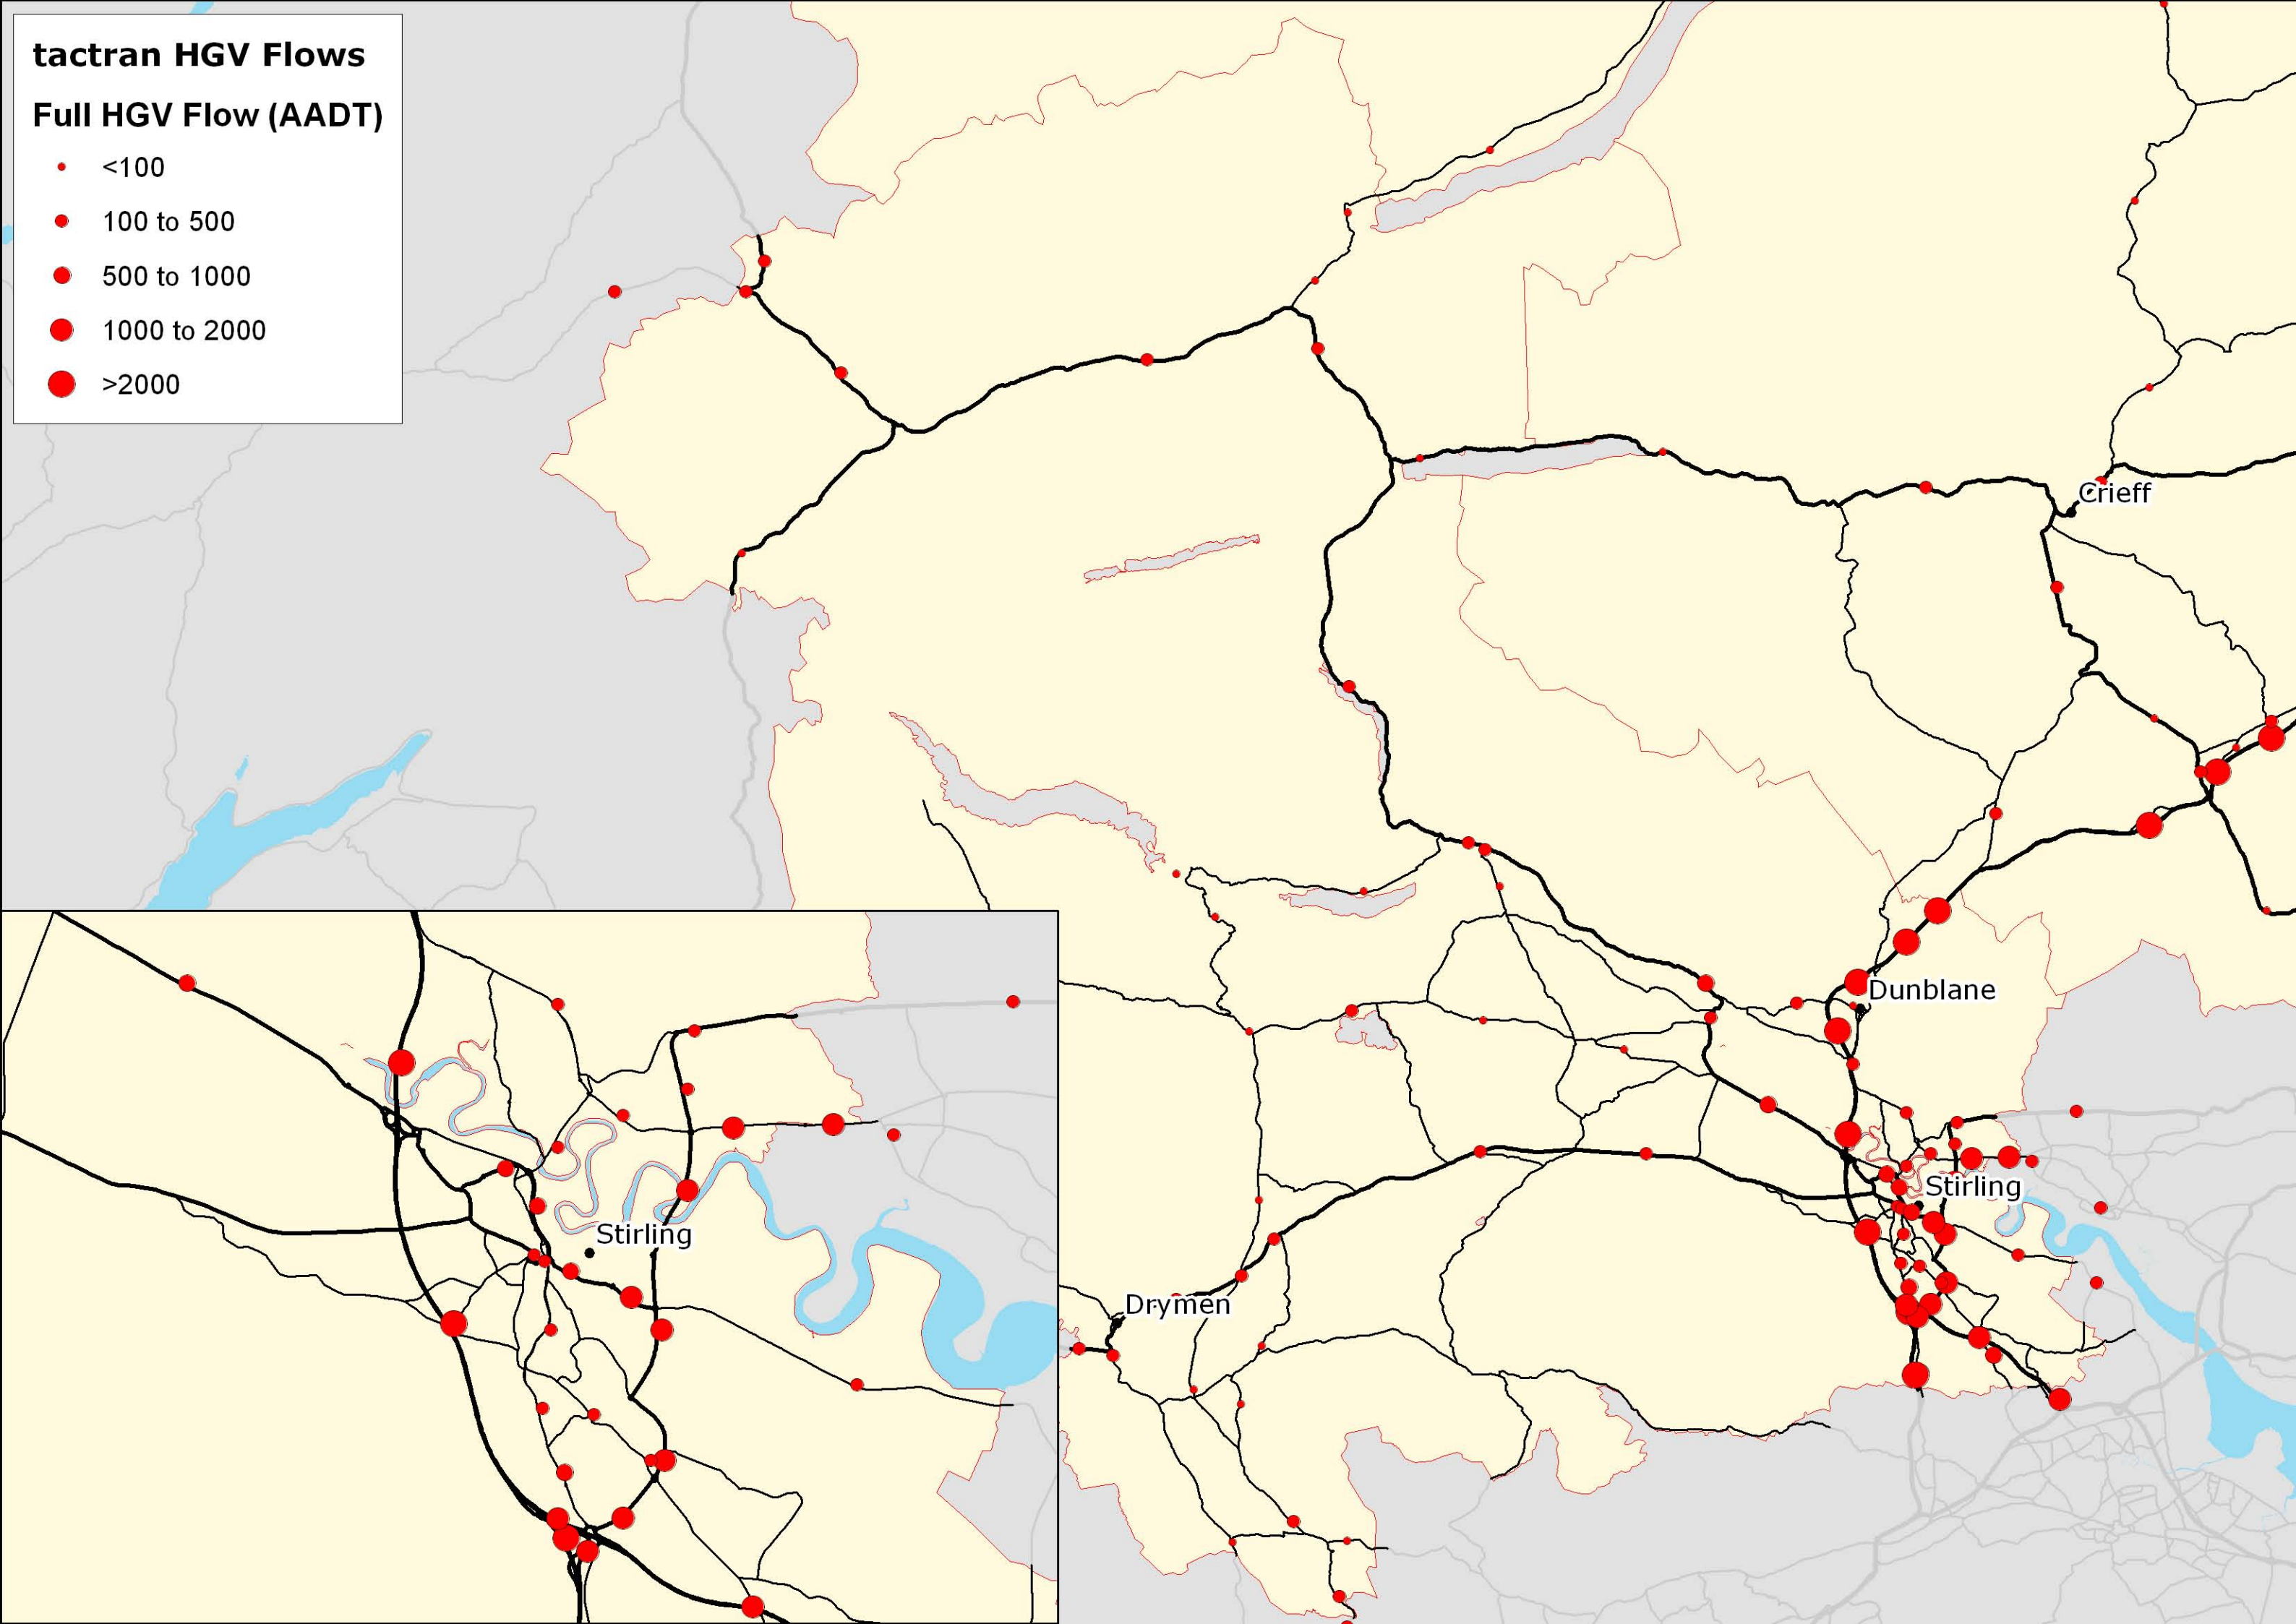 tactran HGV Flows
Full HGV Flow (AADT)
<100
100 to 500
500 to 1000
1000 to 2000
>2000
Crieff
Dunblane
Stirling
Stirling
Drymen